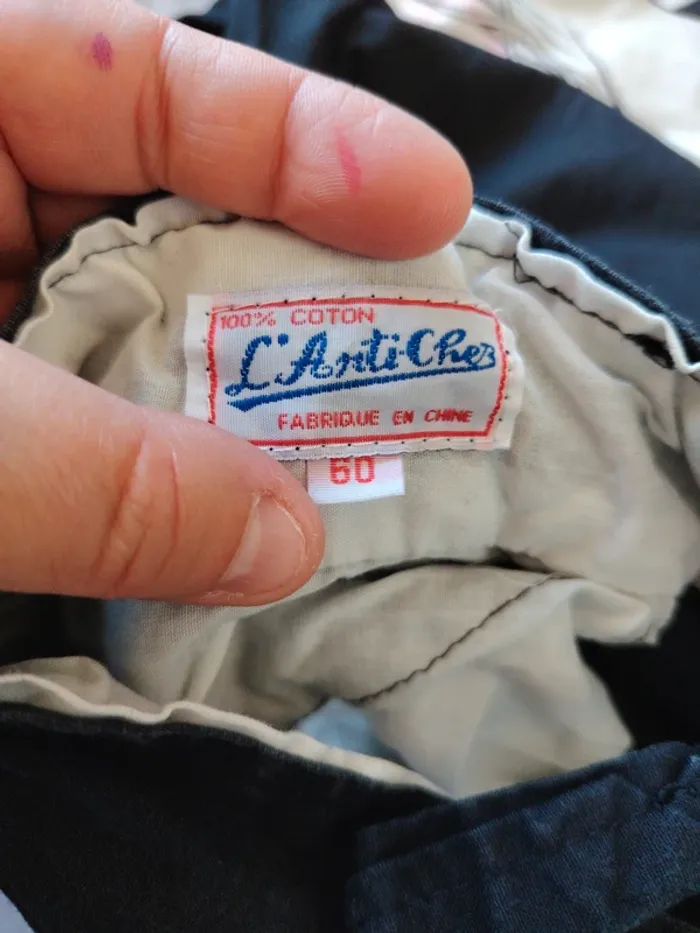 100% COTON
L'Anti-Chez
FABRIQUE EN CHINE
60